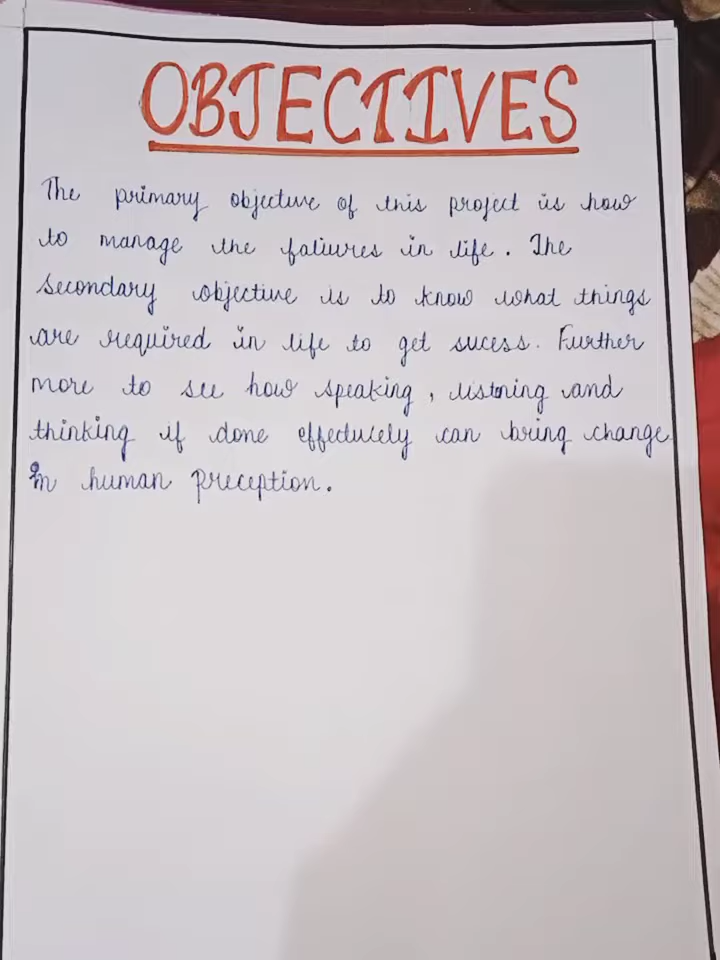 OBJECTIVES
The primary objective of this project is how
to manage the faliures in life. The
secondary objective is to know what things
are required in life to get sucess. Further
more to see how speaking, listning and
thinking if done effectively can bring change
in human preception.